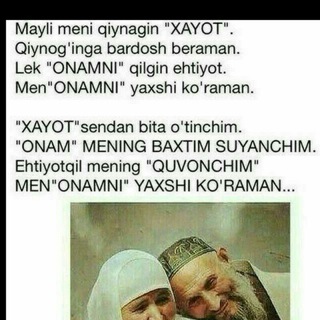 Mayli meni qiynagin "XAYOT".
Qiynog'inga bardosh beraman.
Lek "ONAMNI" qilgin ehtiyot.
Men"ONAMNI" yaxshi ko'raman.
"XAYOT"sendan bita o'tinchim.
"ONAM" MENING BAXTIM SUYANCHIM.
Ehtiyotqil mening "QUVONCHIM"
MEN"ONAMNI" YAXSHI KO'RAMAN...